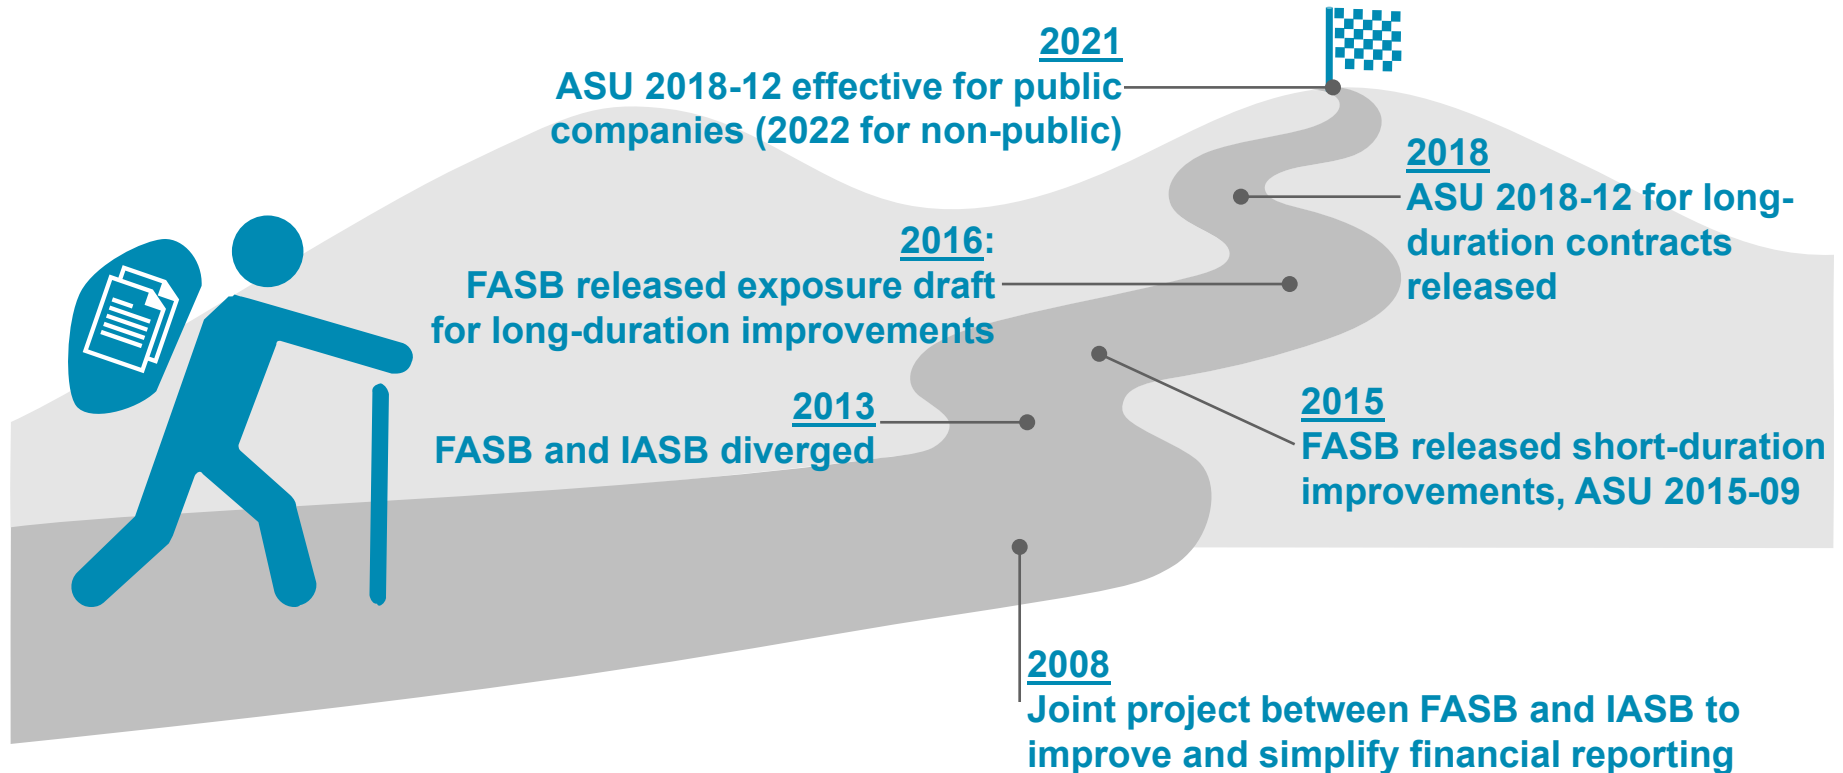 2021
ASU 2018-12 effective for public
companies (2022 for non-public)
2018
ASU 2018-12 for long-
duration contracts
released
2016:
FASB released exposure draft
for long-duration improvements
2013
FASB and IASB diverged
2015
FASB released short-duration
improvements, ASU 2015-09
2008
Joint project between FASB and IASB to
improve and simplify financial reporting